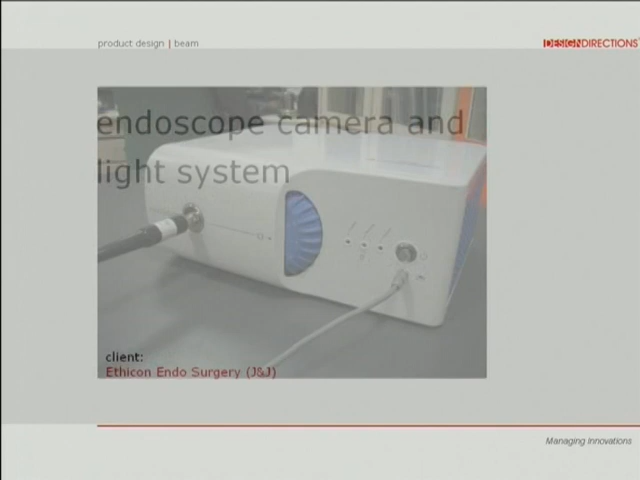 product design | beam
DESIGNDIRECTIONS
endoscope camera and
light system
client:
Ethicon Endo Surgery (J&J)
Managing innovations